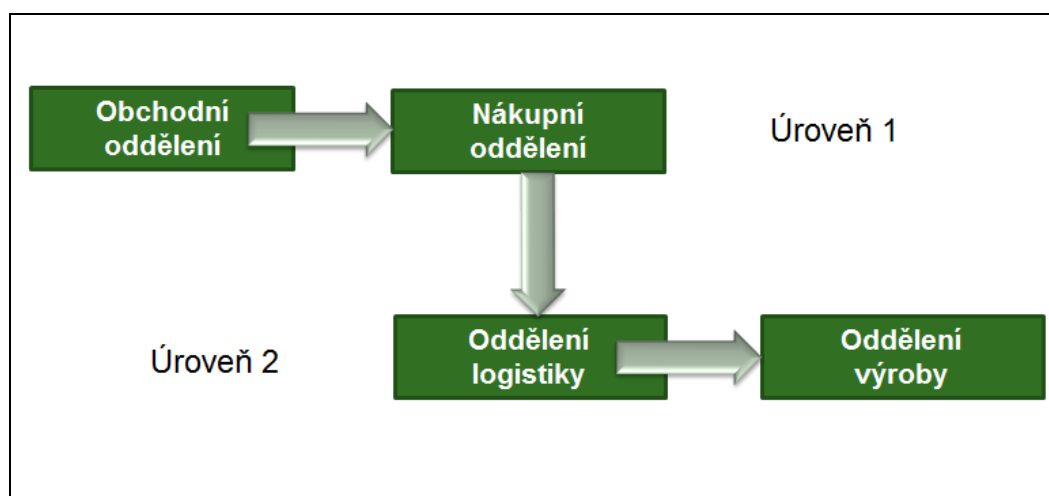 Obchodní
oddělení
Nákupní
oddělení
Úroveň 1
Úroveň 2
Oddělení
logistiky
Oddělení
výroby